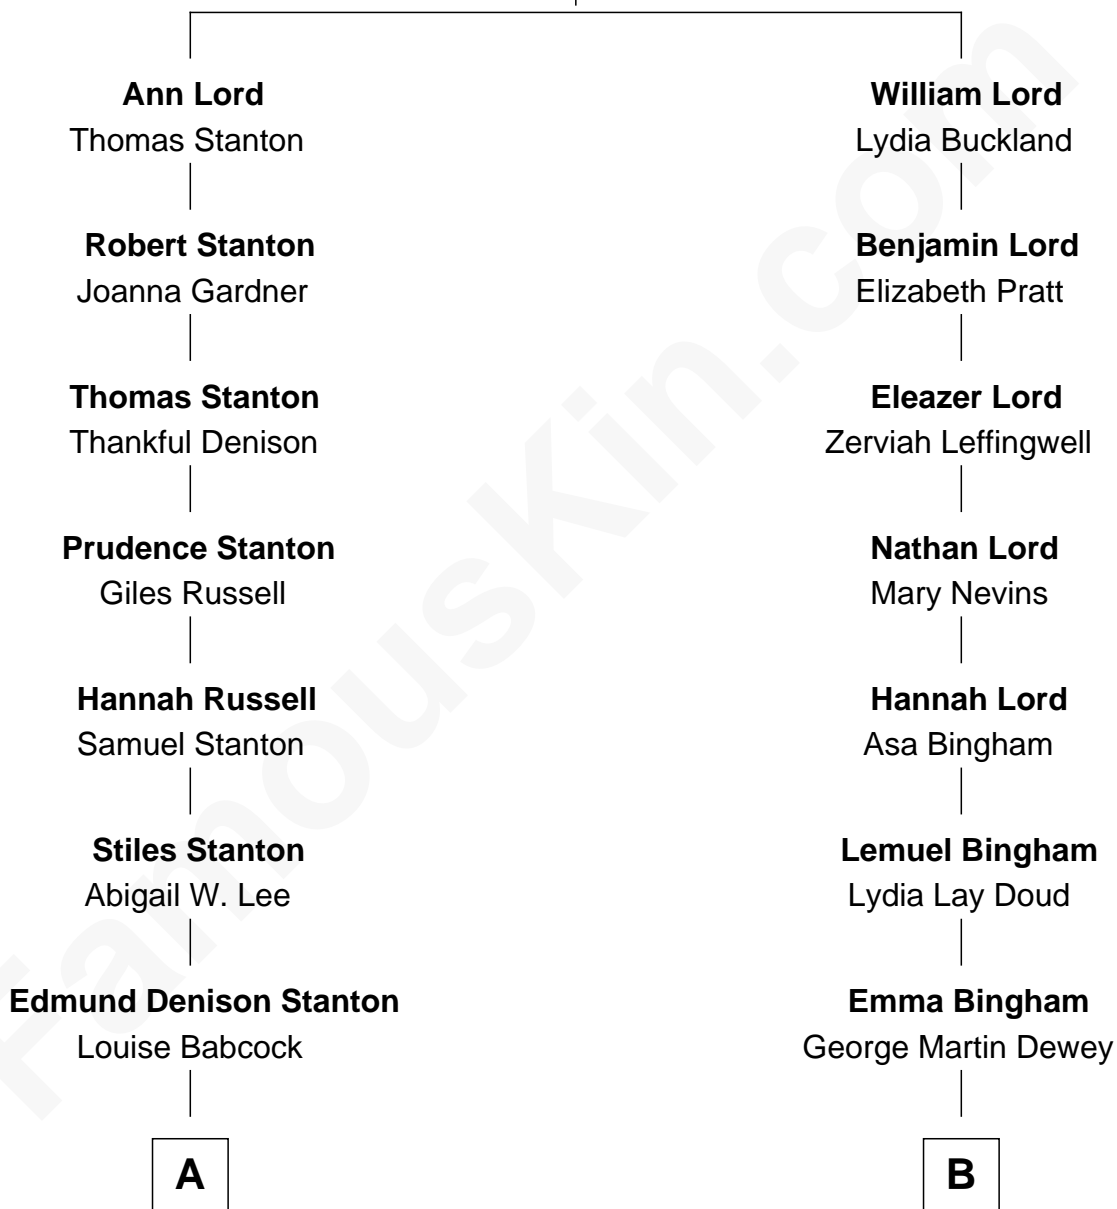 Ann Lord
Thomas Stanton
Robert Stanton
Joanna Gardner
Thomas Stanton
Thankful Denison
Prudence Stanton
Giles Russell
Hannah Russell
Samuel Stanton
Stiles Stanton
Abigail W. Lee
Edmund Denison Stanton
Louise Babcock
A
William Lord
Lydia Buckland
Benjamin Lord
Elizabeth Pratt
Eleazer Lord
Zerviah Leffingwell
Nathan Lord
Mary Nevins
Hannah Lord
Asa Bingham
Lemuel Bingham
Lydia Lay Doud
Emma Bingham
George Martin Dewey
B
FamousKin.com